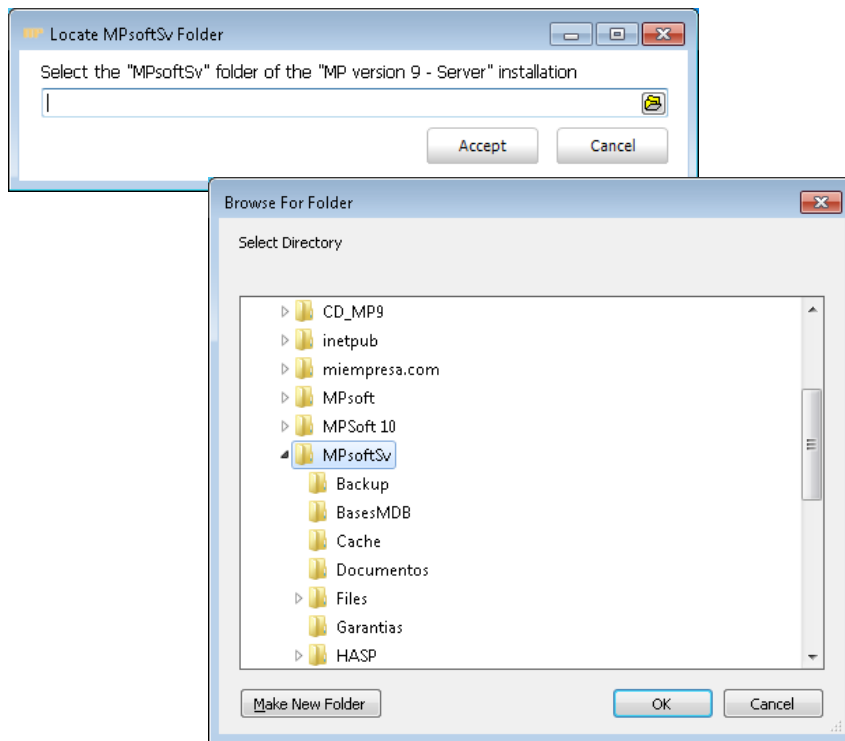 MP Locate MPsoftSv Folder
Select the "MPsoftSv" folder of the "MP version 9 - Server" installation
Accept Cancel
Browse For Folder
Select Directory
CD_MP9
inetpub
miempresa.com
MPsoft
MPSoft 10
MPsoftSv
Backup
BasesMDB
Cache
Documentos
Files
Garantias
HASP
Make New Folder OK Cancel